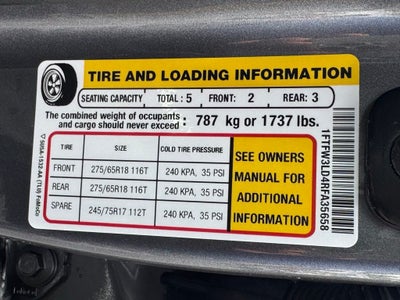 TIRE AND LOADING INFORMATION
SEATING CAPACITY TOTAL: 5 FRONT: 2 REAR: 3
The combined weight of occupants
and cargo should never exceed : 787 kg or 1737 lbs.
TIRE SIZE COLD TIRE PRESSURE
FRONT 275/65R18 116T 240 KPA, 35 PSI
REAR 275/65R18 116T 240 KPA, 35 PSI
SPARE 245/75R17 112T 240 KPA, 35 PSI
SEE OWNERS
MANUAL FOR
ADDITIONAL
INFORMATION
1FTFW3LD4RFA35658